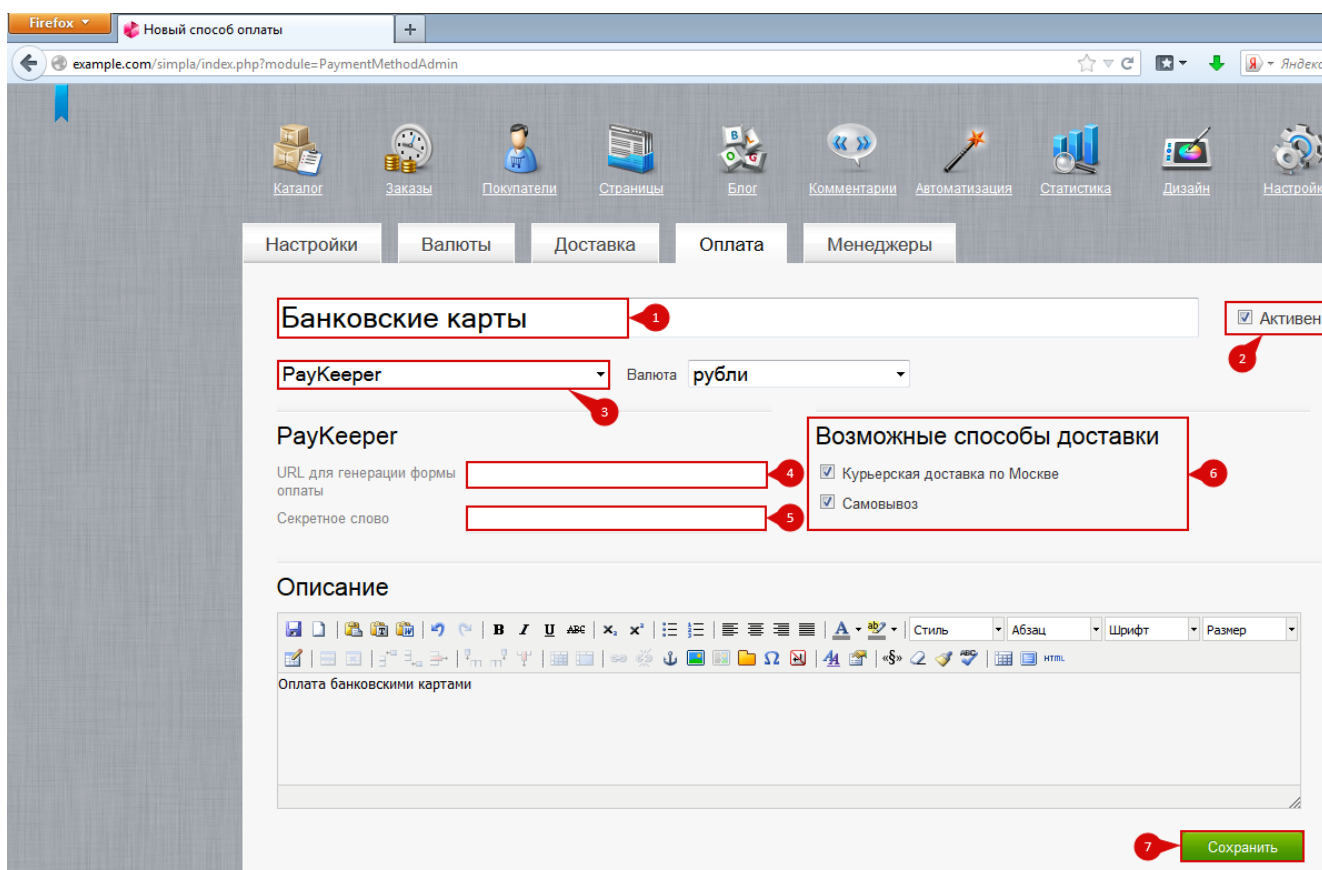 Firefox
Новый способ оплаты
+
example.com/simpla/index.php?module=PaymentMethodAdmin
Я
Яндекс
Каталог
Заказы
Покупатели
Страницы
Блог
Комментарии
Автоматизация
Статистика
Дизайн
Настройк
Настройки
Валюты
Доставка
Оплата
Менеджеры
Банковские карты
1
Активен
2
PayKeeper
Валюта
рубли
3
PayKeeper
Возможные способы доставки
URL для генерации формы
оплаты
4
Курьерская доставка по Москве
6
Секретное слово
5
Самовывоз
Описание
B I U ABC
Стиль
Абзац
Шрифт
Размер
HTML
Оплата банковскими картами
7
Сохранить